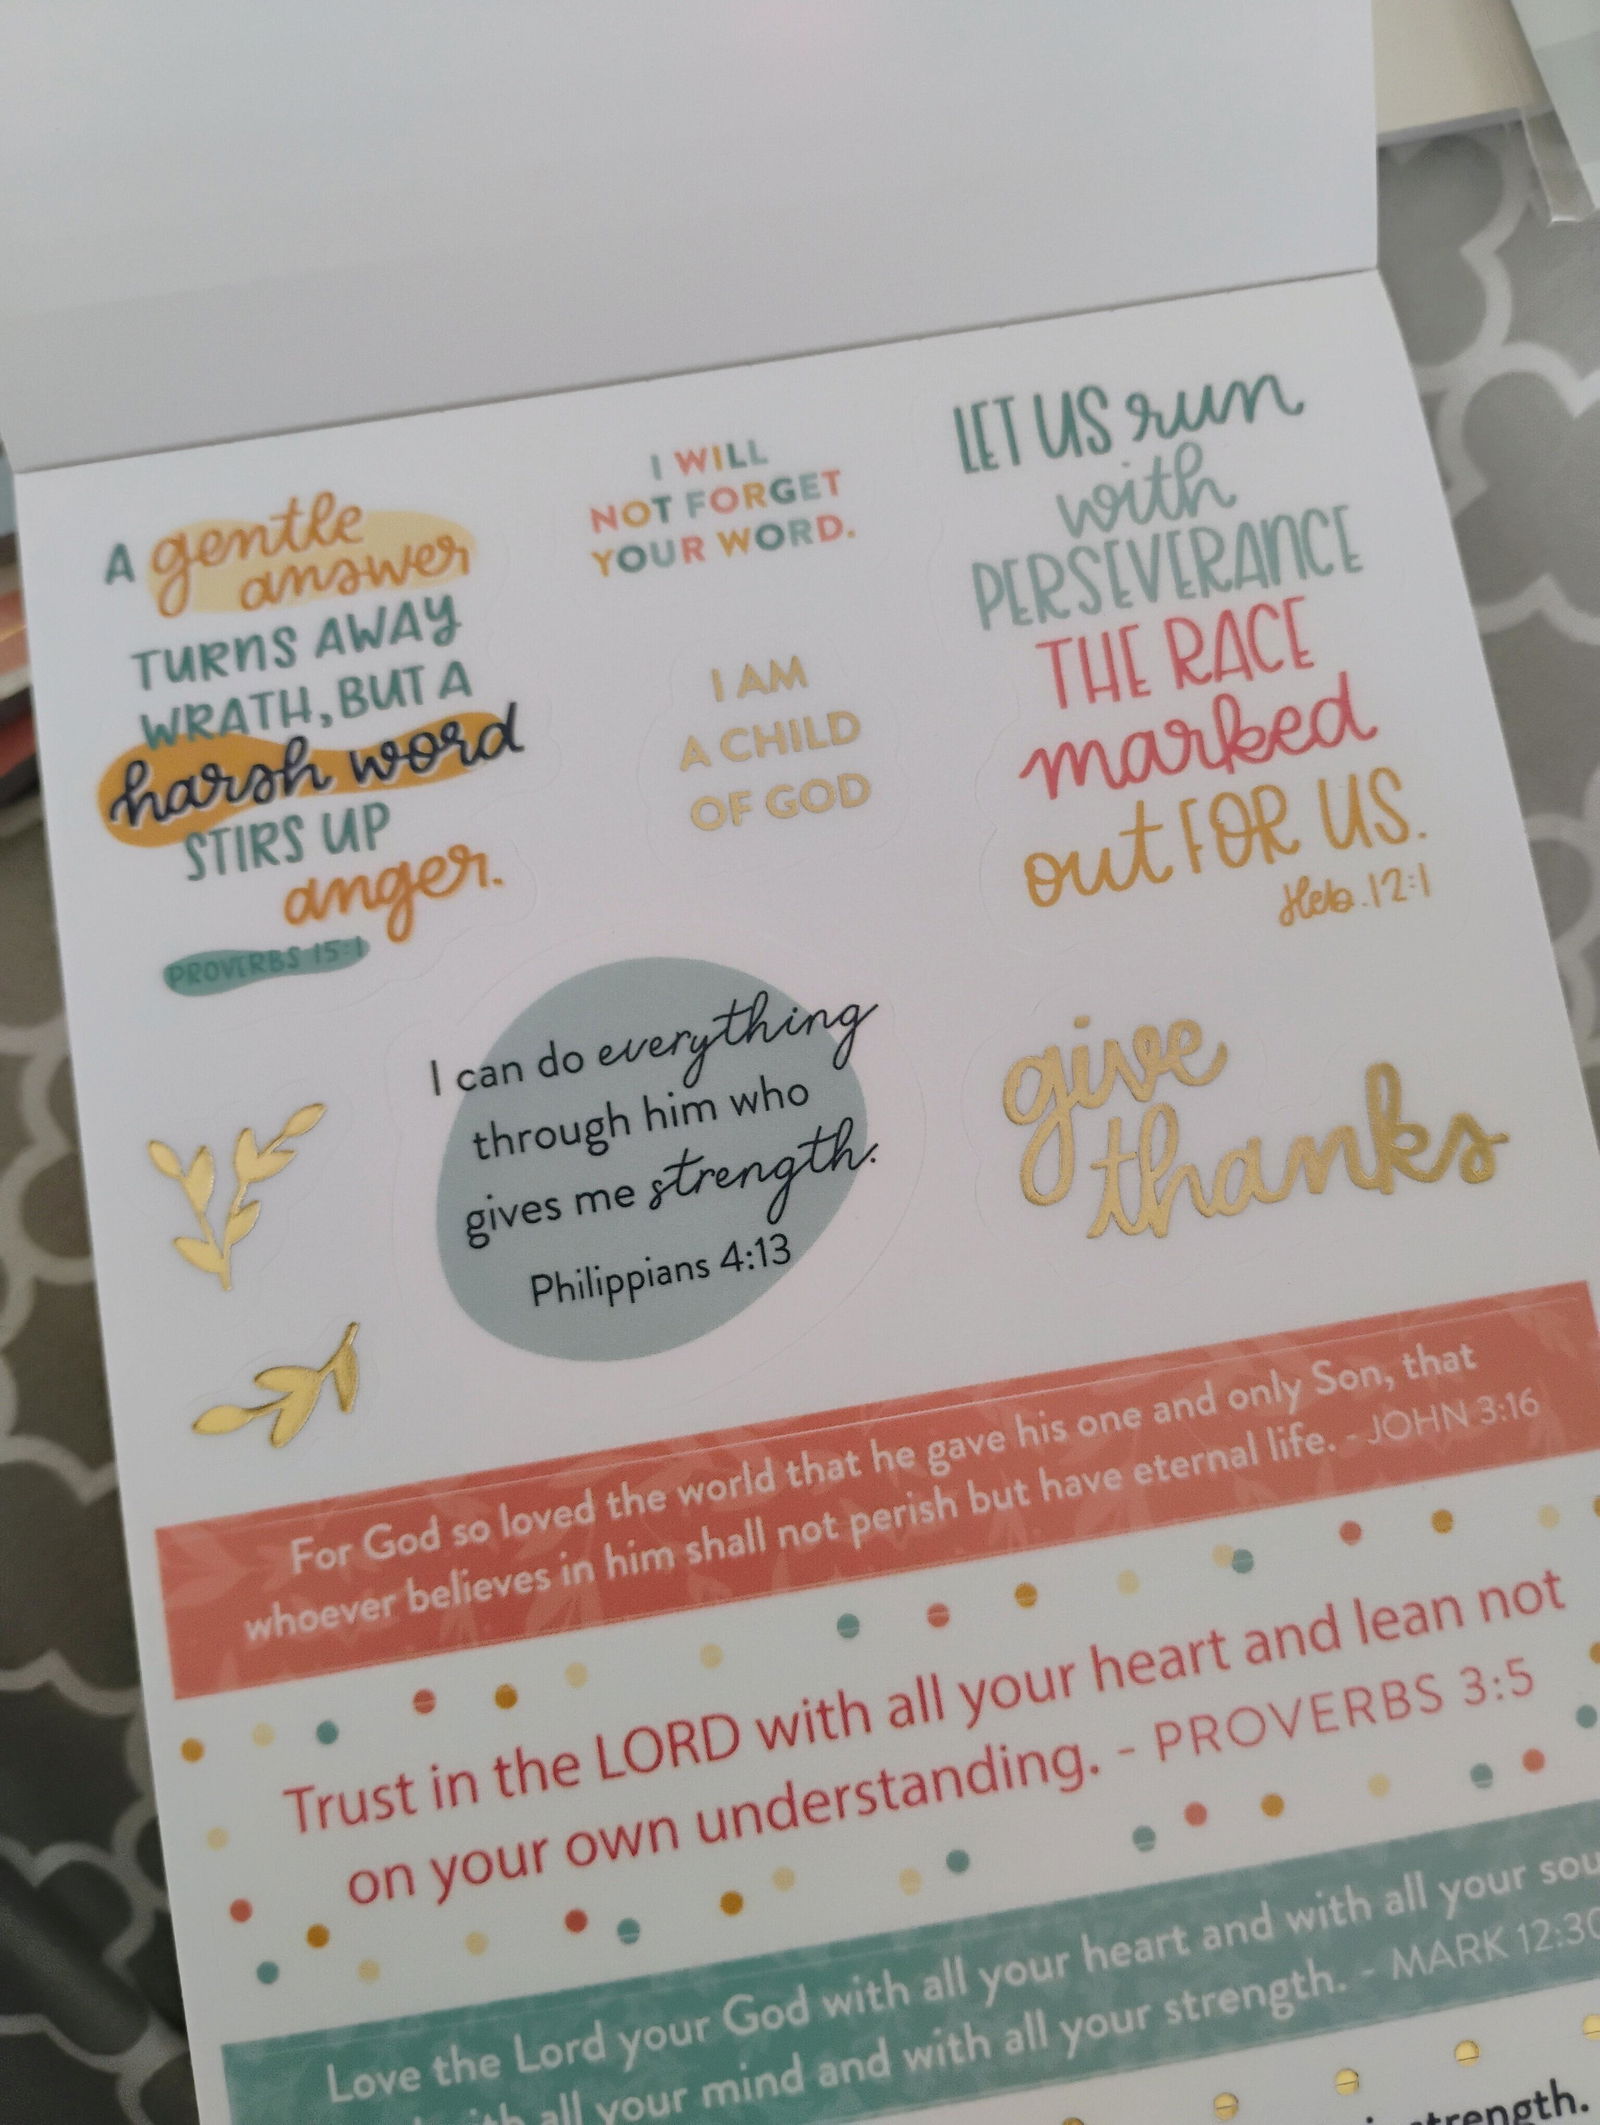 A gentle
answer
TURNS AWAY
WRATH, BUT A
harsh word
STIRS UP
anger.
PROVERBS 15:1
I WILL
NOT FORGET
YOUR WORD.
I AM
A CHILD
OF GOD
LET US run
with
PERSEVERANCE
THE RACE
marked
out FOR US.
Heb. 12:1
I can do everything
through him who
gives me strength.
Philippians 4:13
give
thanks
For God so loved the world that he gave his one and only Son, that
whoever believes in him shall not perish but have eternal life. - JOHN 3:16
Trust in the LORD with all your heart and lean not
on your own understanding. - PROVERBS 3:5
Love the Lord your God with all your heart and with all your sou
all your mind and with all your strength. - MARK 12:30
strength.